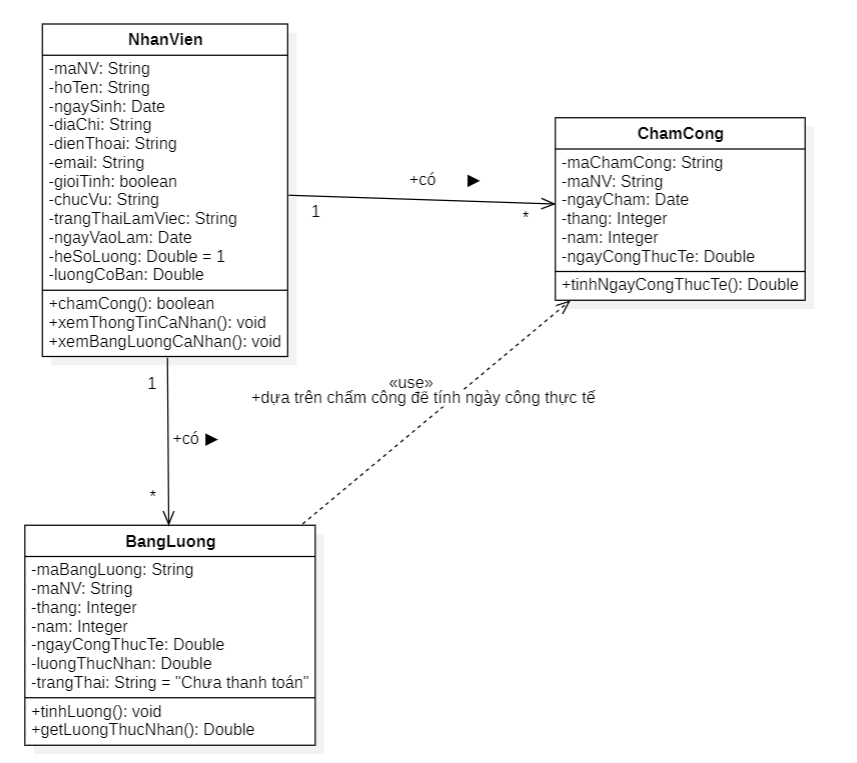 NhanVien
-maNV: String
-hoTen: String
-ngaySinh: Date
-diaChi: String
-dienThoai: String
-email: String
-gioiTinh: boolean
-chucVu: String
-trangThaiLamViec: String
-ngayVaoLam: Date
-heSoLuong: Double = 1
-luongCoBan: Double
+chamCong(): boolean
+xemThongTinCaNhan(): void
+xemBangLuongCaNhan(): void
+có ▶
1
*
ChamCong
-maChamCong: String
-maNV: String
-ngayCham: Date
-thang: Integer
-nam: Integer
-ngayCongThucTe: Double
+tinhNgayCongThucTe(): Double
1
+có ▶
*
«use»
+dựa trên chấm công để tính ngày công thực tế
BangLuong
-maBangLuong: String
-maNV: String
-thang: Integer
-nam: Integer
-ngayCongThucTe: Double
-luongThucNhan: Double
-trangThai: String = "Chưa thanh toán"
+tinhLuong(): void
+getLuongThucNhan(): Double